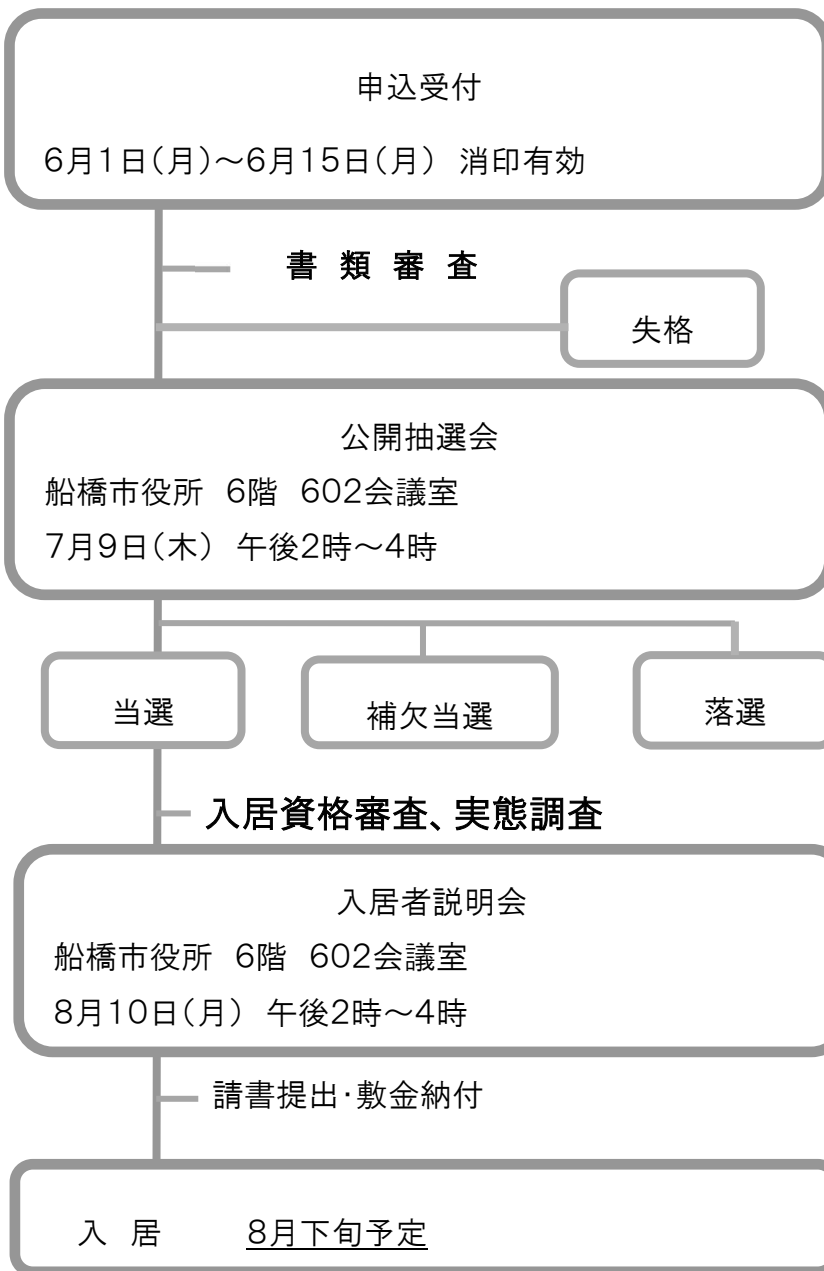 申込受付
6月1日(月)～6月15日(月) 消印有効
書 類 審 査
失格
公開抽選会
船橋市役所 6階 602会議室
7月9日(木) 午後2時～4時
当選
補欠当選
落選
入居資格審査、実態調査
入居者説明会
船橋市役所 6階 602会議室
8月10日(月) 午後2時～4時
請書提出・敷金納付
入 居 8月下旬予定